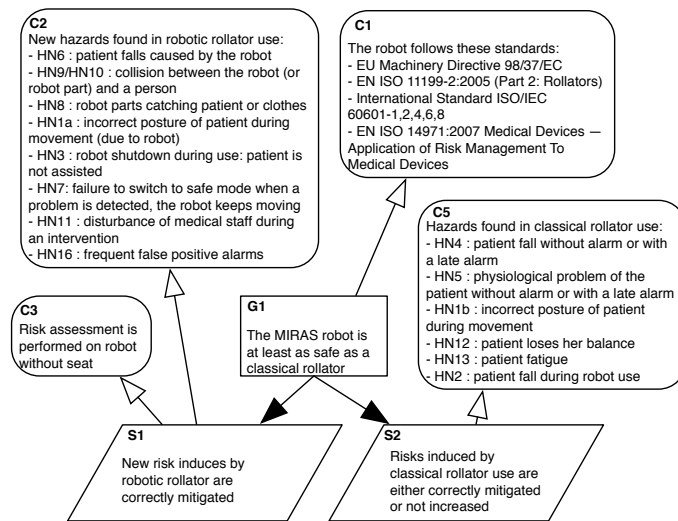 C2
New hazards found in robotic rollator use:
- HN6 : patient falls caused by the robot
- HN9/HN10 : collision between the robot (or
robot part) and a person
- HN8 : robot parts catching patient or clothes
- HN1a : incorrect posture of patient during
movement (due to robot)
- HN3 : robot shutdown during use: patient is
not assisted
- HN7: failure to switch to safe mode when a
problem is detected, the robot keeps moving
- HN11 : disturbance of medical staff during
an intervention
- HN16 : frequent false positive alarms
C1
The robot follows these standards:
- EU Machinery Directive 98/37/EC
- EN ISO 11199-2:2005 (Part 2: Rollators)
- International Standard ISO/IEC
60601-1,2,4,6,8
- EN ISO 14971:2007 Medical Devices —
Application of Risk Management To
Medical Devices
C5
Hazards found in classical rollator use:
- HN4 : patient fall without alarm or with
a late alarm
- HN5 : physiological problem of the
patient without alarm or with a late alarm
- HN1b : incorrect posture of patient
during movement
- HN12 : patient loses her balance
- HN13 : patient fatigue
- HN2 : patient fall during robot use
C3
Risk assessment is
performed on robot
without seat
G1
The MIRAS robot is
at least as safe as a
classical rollator
S1
New risk induces by
robotic rollator are
correctly mitigated
S2
Risks induced by
classical rollator use are
either correctly mitigated
or not increased